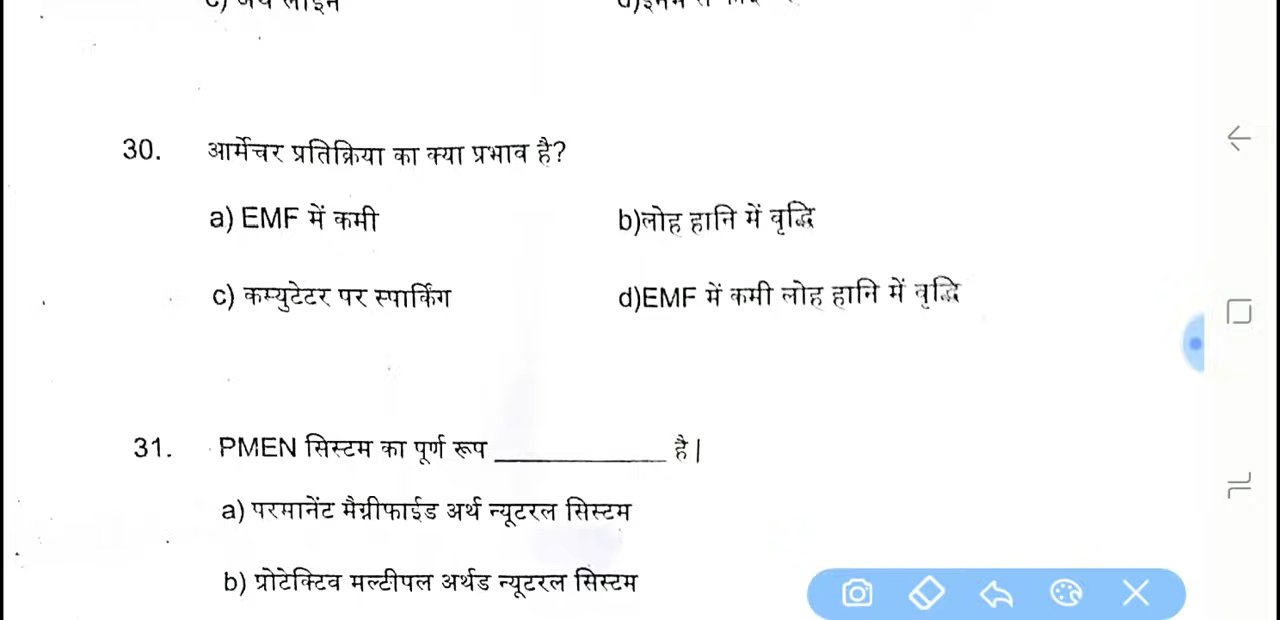 30. आर्मेचर प्रतिक्रिया का क्या प्रभाव है?
a) EMF में कमी b)लोह हानि में वृद्धि
c) कम्युटेटर पर स्पार्किंग d)EMF में कमी लोह हानि में वृद्धि
31. PMEN सिस्टम का पूर्ण रूप ____________ है|
a) परमानेंट मैग्नीफाईड अर्थ न्यूटरल सिस्टम
b) प्रोटेक्टिव मल्टीपल अर्थड न्यूटरल सिस्टम